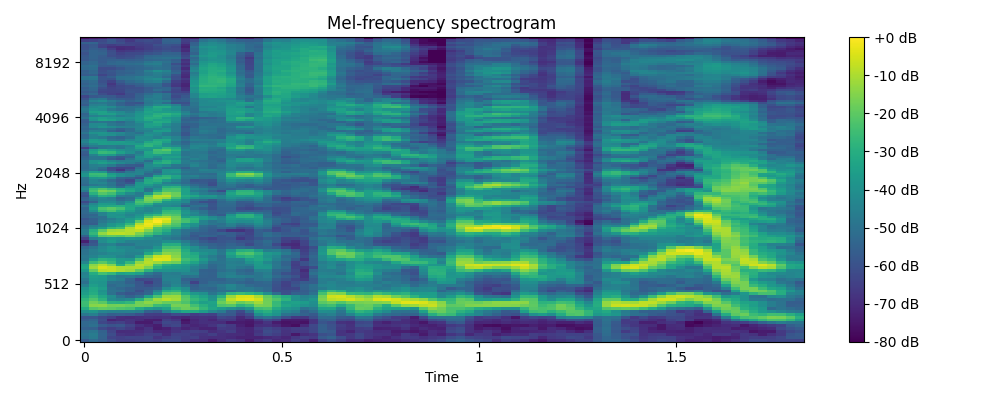 Mel-frequency spectrogram
Hz
8192
4096
2048
1024
512
0
0
0.5
1
1.5
Time
+0 dB
-10 dB
-20 dB
-30 dB
-40 dB
-50 dB
-60 dB
-70 dB
-80 dB